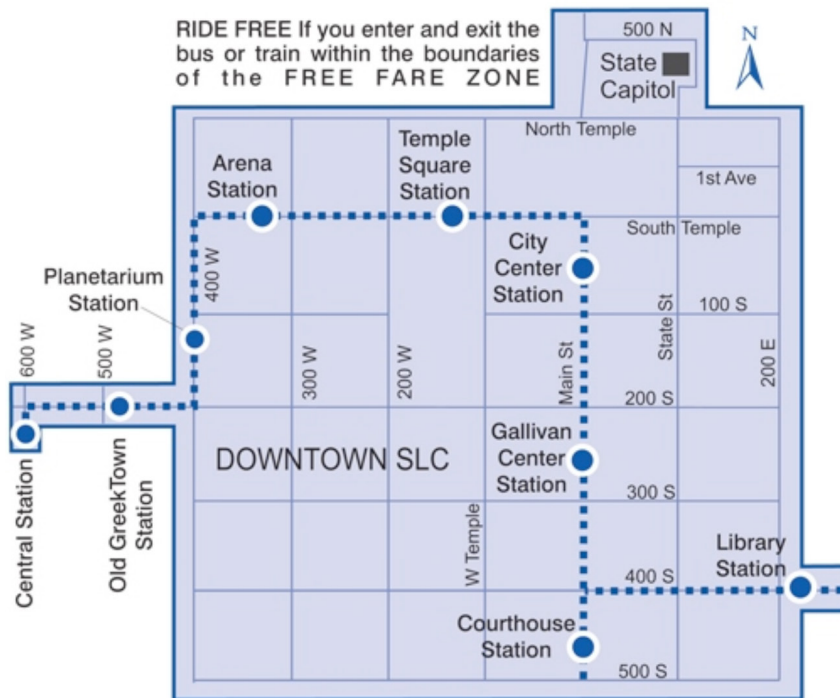 RIDE FREE If you enter and exit the
bus or train within the boundaries
of the FREE FARE ZONE
500 N
N
State
Capitol
North Temple
Arena
Station
Temple
Square
Station
1st Ave
South Temple
City
Center
Station
Planetarium
Station
400 W
100 S
State St
600 W
500 W
300 W
200 W
Main St
200 E
200 S
DOWNTOWN SLC
Gallivan
Center
Station
300 S
Central Station
Old GreekTown
Station
W Temple
Library
Station
400 S
Courthouse
Station
500 S